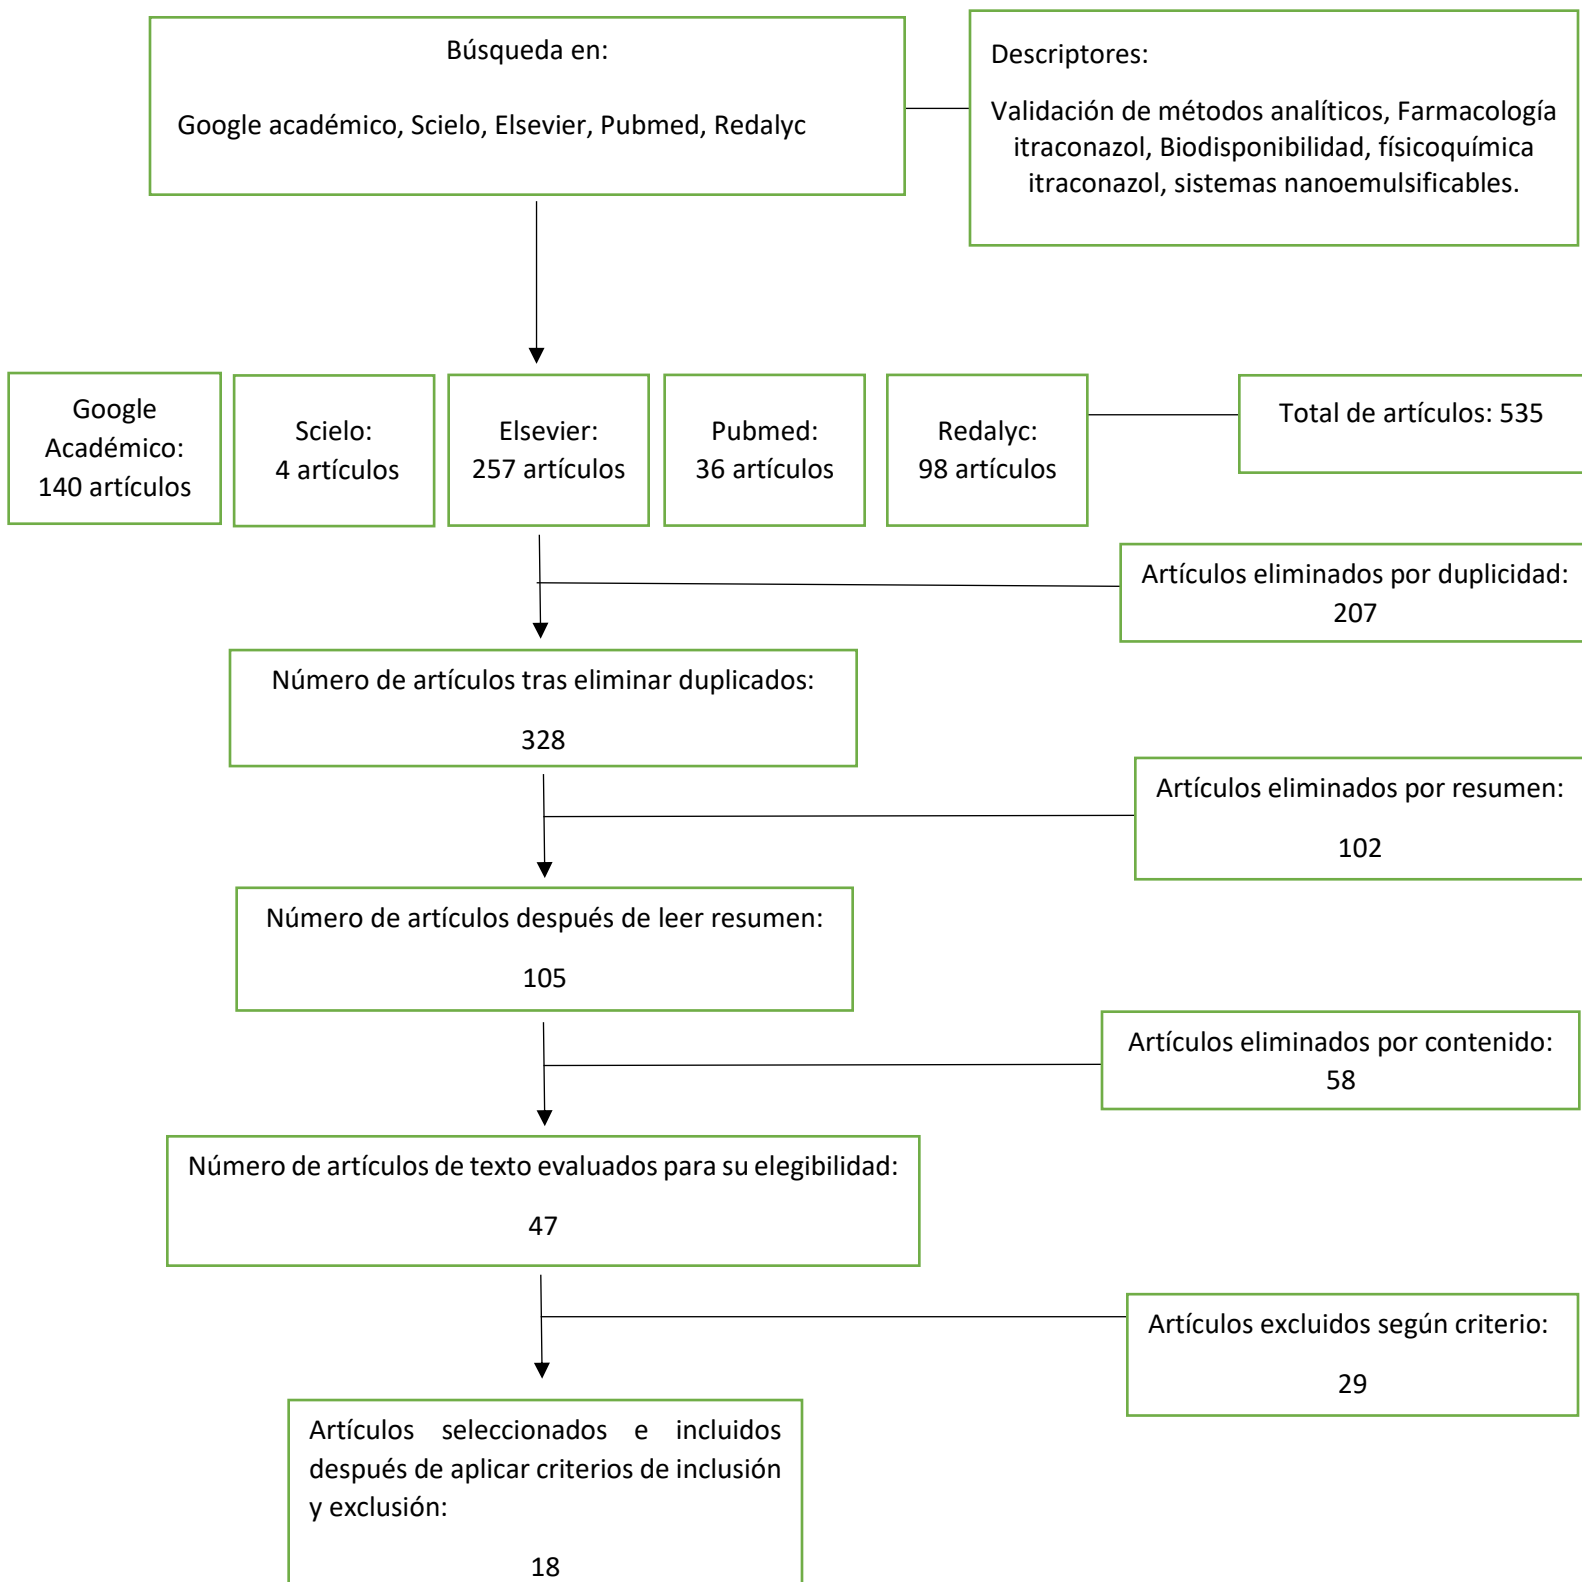 Búsqueda en:
Google académico, Scielo, Elsevier, Pubmed, Redalyc
Descriptores:
Validación de métodos analíticos, Farmacología
itraconazol, Biodisponibilidad, físicoquímica
itraconazol, sistemas nanoemulsificables.
Google
Académico:
140 artículos
Scielo:
4 artículos
Elsevier:
257 artículos
Pubmed:
36 artículos
Redalyc:
98 artículos
Total de artículos: 535
Artículos eliminados por duplicidad:
207
Número de artículos tras eliminar duplicados:
328
Artículos eliminados por resumen:
102
Número de artículos después de leer resumen:
105
Artículos eliminados por contenido:
58
Número de artículos de texto evaluados para su elegibilidad:
47
Artículos excluidos según criterio:
29
Artículos seleccionados e incluidos
después de aplicar criterios de inclusión
y exclusión:
18